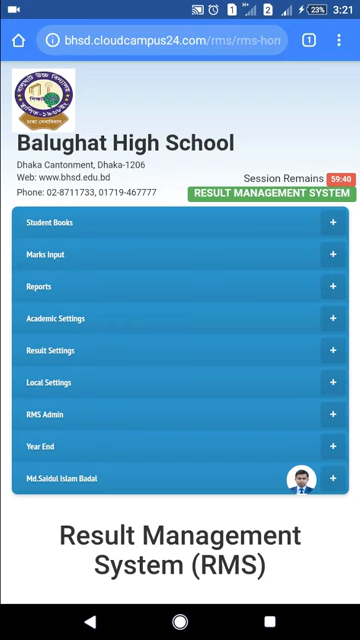 1 2 23% 3:21
bhsd.cloudcampus24.com/rms/rms-hon 1
Balughat High School
Dhaka Cantonment, Dhaka-1206
Web: www.bhsd.edu.bd
Phone: 02-8711733, 01719-467777
Session Remains 59:40
RESULT MANAGEMENT SYSTEM
Student Books +
Marks Input +
Reports +
Academic Settings +
Result Settings +
Local Settings +
RMS Admin +
Year End +
Md.Saidul Islam Badal +
Result Management
System (RMS)